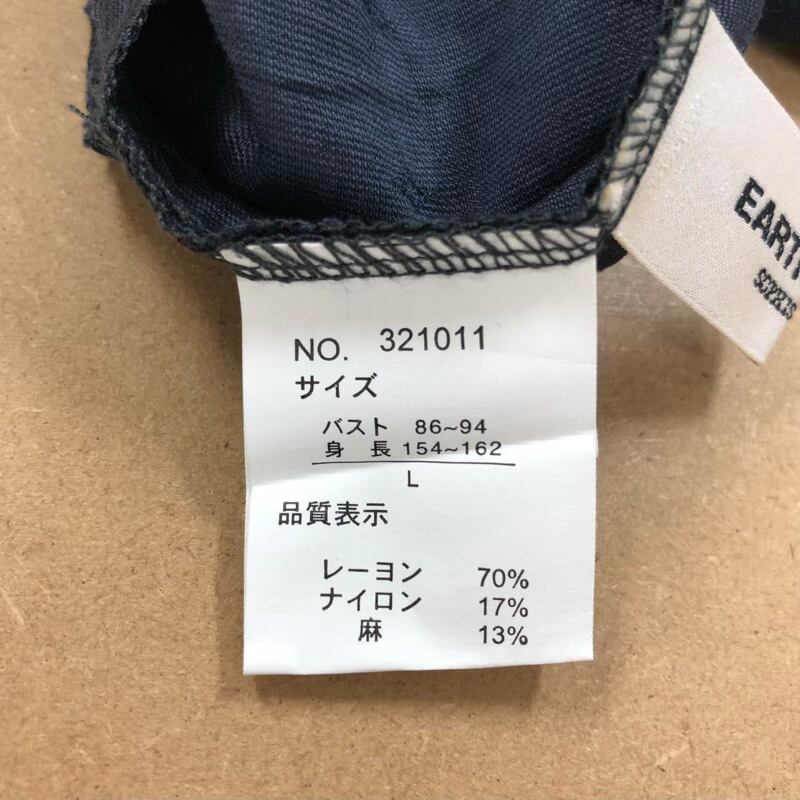 NO. 321011
サイズ
バスト 86~94
身長 154~162
L
品質表示
レーヨン 70%
ナイロン 17%
麻 13%
EARTH